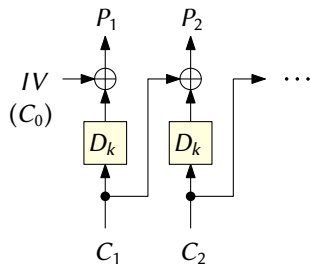 P₁ P₂
IV ⋯
(C₀)
Dₖ Dₖ
C₁ C₂